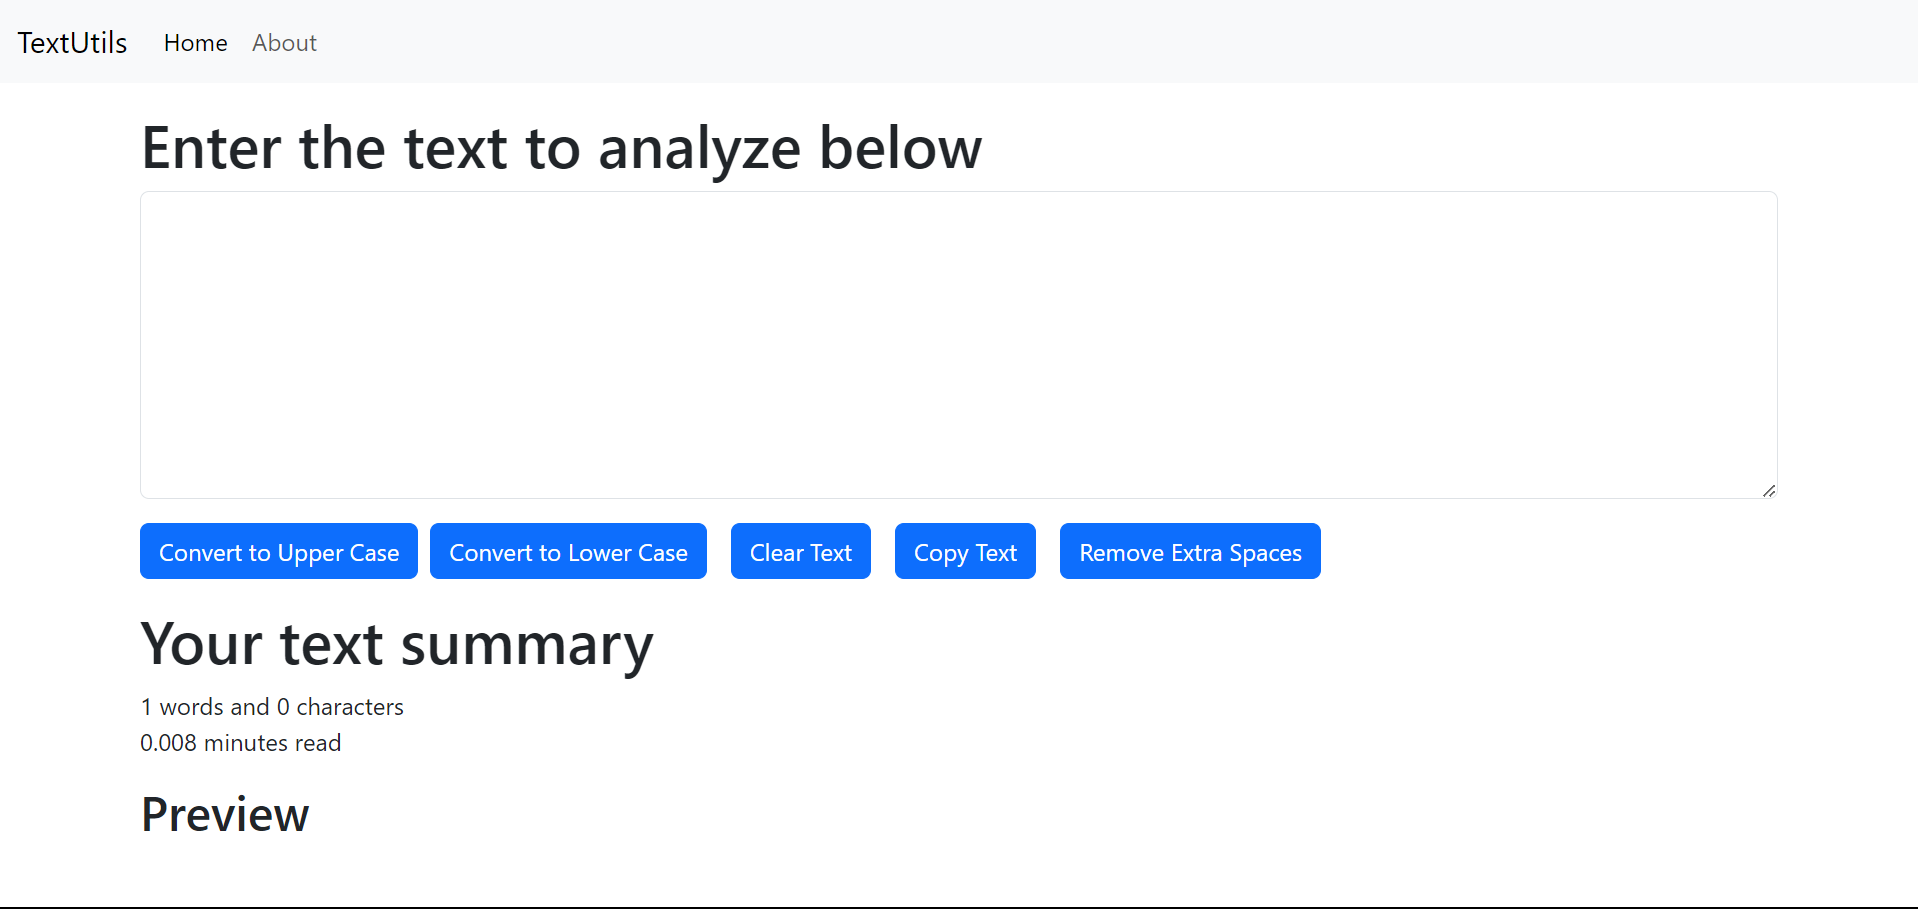 TextUtils Home About
Enter the text to analyze below
Convert to Upper Case Convert to Lower Case Clear Text Copy Text Remove Extra Spaces
Your text summary
1 words and 0 characters
0.008 minutes read
Preview